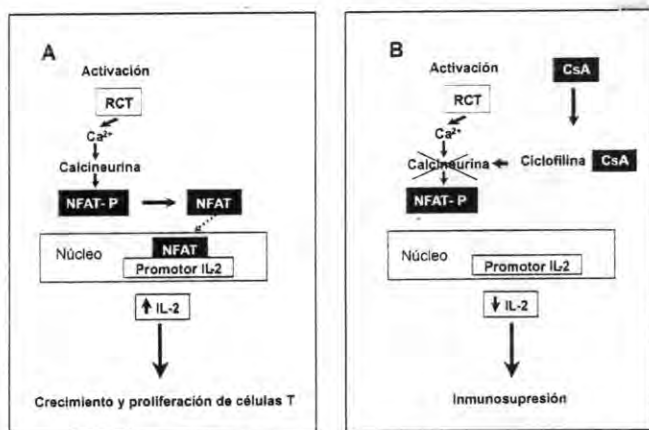 A
Activación
RCT
Ca²⁺
Calcineurina
NFAT- P
NFAT
Núcleo
NFAT
Promotor IL-2
IL-2
Crecimiento y proliferación de células T
B
Activación
CsA
RCT
Ca²⁺
Calcineurina
Ciclofilina CsA
NFAT- P
Núcleo
Promotor IL-2
IL-2
Inmunosupresión